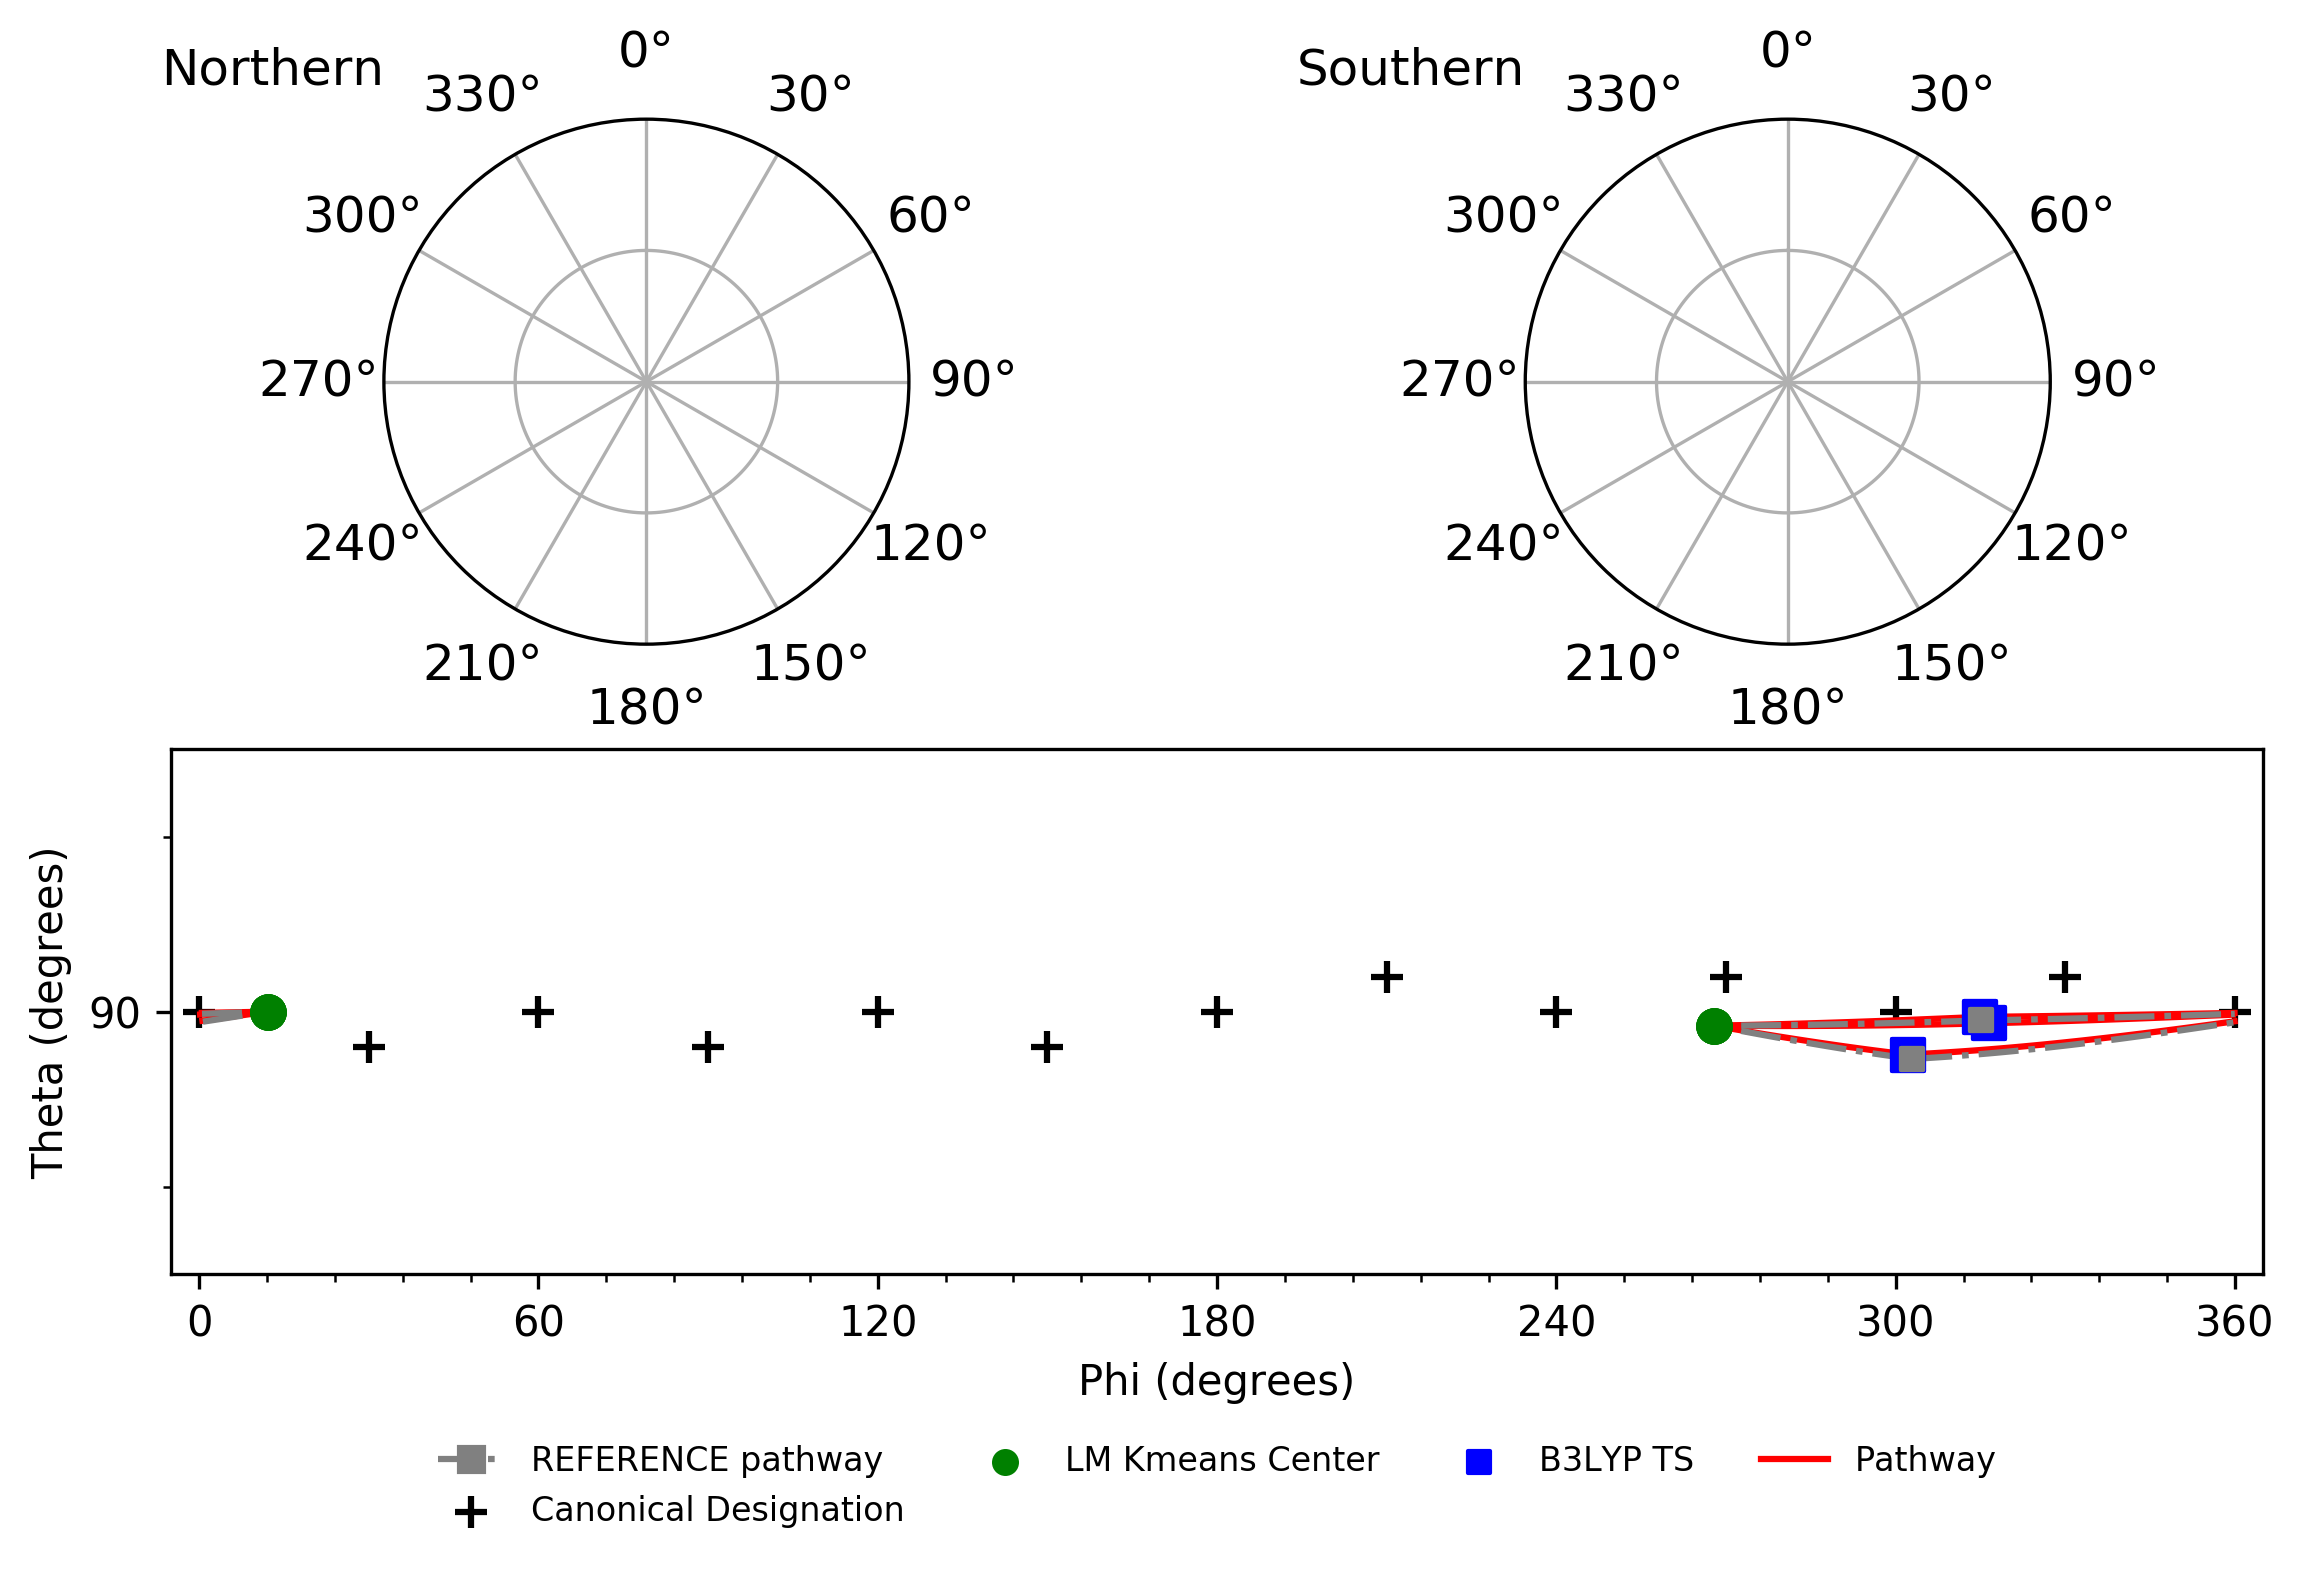 Northern
0°
30°
60°
90°
120°
150°
180°
210°
240°
270°
300°
330°
Southern
0°
30°
60°
90°
120°
150°
180°
210°
240°
270°
300°
330°
Theta (degrees)
90
0 60 120 180 240 300 360
Phi (degrees)
REFERENCE pathway
Canonical Designation
LM Kmeans Center
B3LYP TS
Pathway